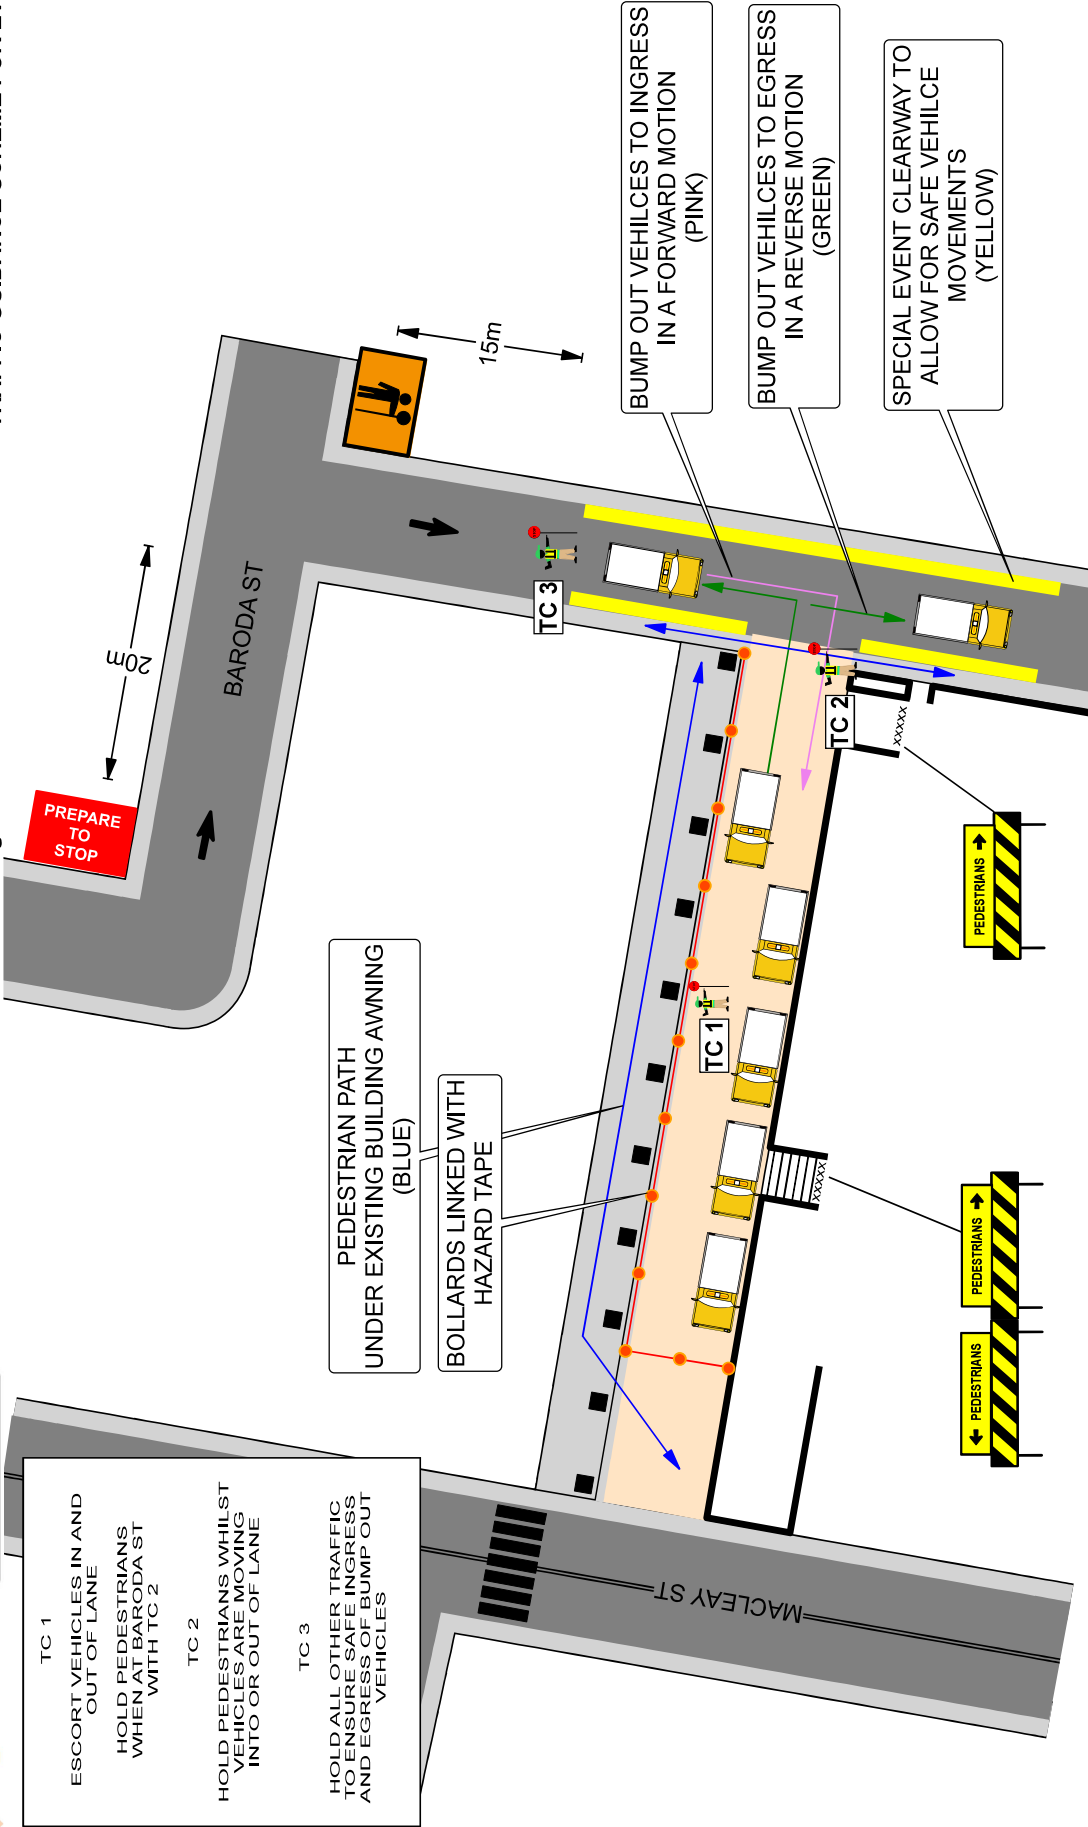 TC 1
ESCORT VEHICLES IN AND
OUT OF LANE
HOLD PEDESTRIANS
WHEN AT BARODA ST
WITH TC 2
TC 2
HOLD PEDESTRIANS WHILST
VEHICLES ARE MOVING
INTO OR OUT OF LANE
TC 3
HOLD ALL OTHER TRAFFIC
TO ENSURE SAFE INGRESS
AND EGRESS OF BUMP OUT
VEHICLES
PREPARE
TO
STOP
20m
BARODA ST
15m
PEDESTRIAN PATH
UNDER EXISTING BUILDING AWNING
(BLUE)
BOLLARDS LINKED WITH
HAZARD TAPE
BUMP OUT VEHILCES TO INGRESS
IN A FORWARD MOTION
(PINK)
BUMP OUT VEHILCES TO EGRESS
IN A REVERSE MOTION
(GREEN)
SPECIAL EVENT CLEARWAY TO
ALLOW FOR SAFE VEHILCE
MOVEMENTS
(YELLOW)
TC 3
TC 2
TC 1
xxxxx
xxxxx
MACLEAY ST
PEDESTRIANS
PEDESTRIANS
PEDESTRIANS